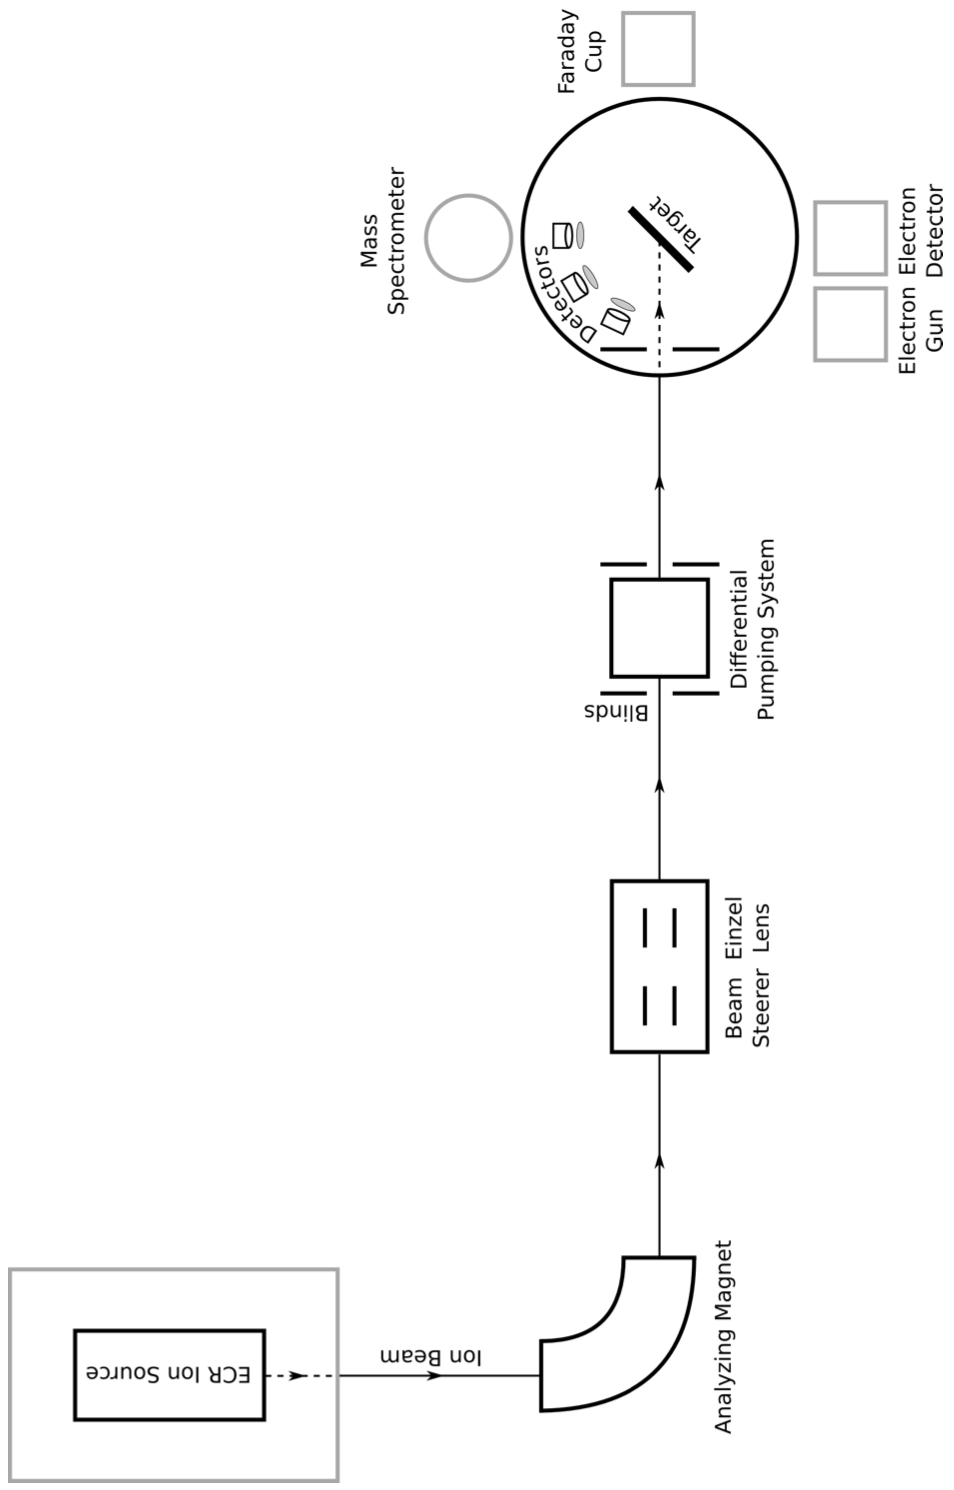 Faraday
Cup
Mass
Spectrometer
Detectors
Target
Electron
Detector
Electron
Gun
Differential
Pumping System
Blinds
Beam Einzel
Steerer Lens
Analyzing Magnet
Ion Beam
ECR Ion Source